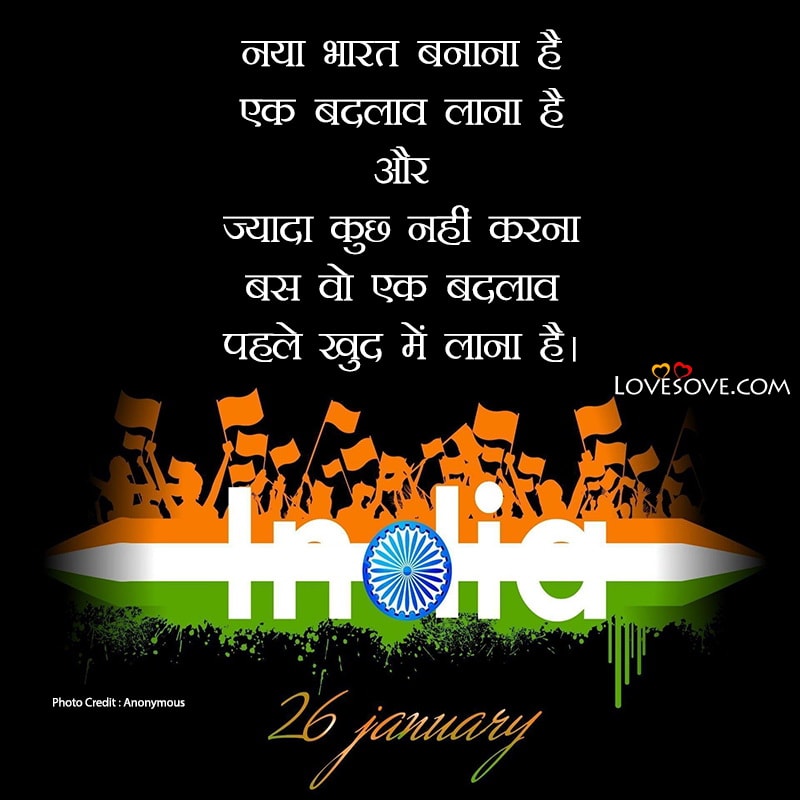 नया भारत बनाना है
एक बदलाव लाना है
और
ज्यादा कुछ नहीं करना
बस वो एक बदलाव
पहले खुद में लाना है।
LOVESOVE.COM
India
Photo Credit : Anonymous
26 january